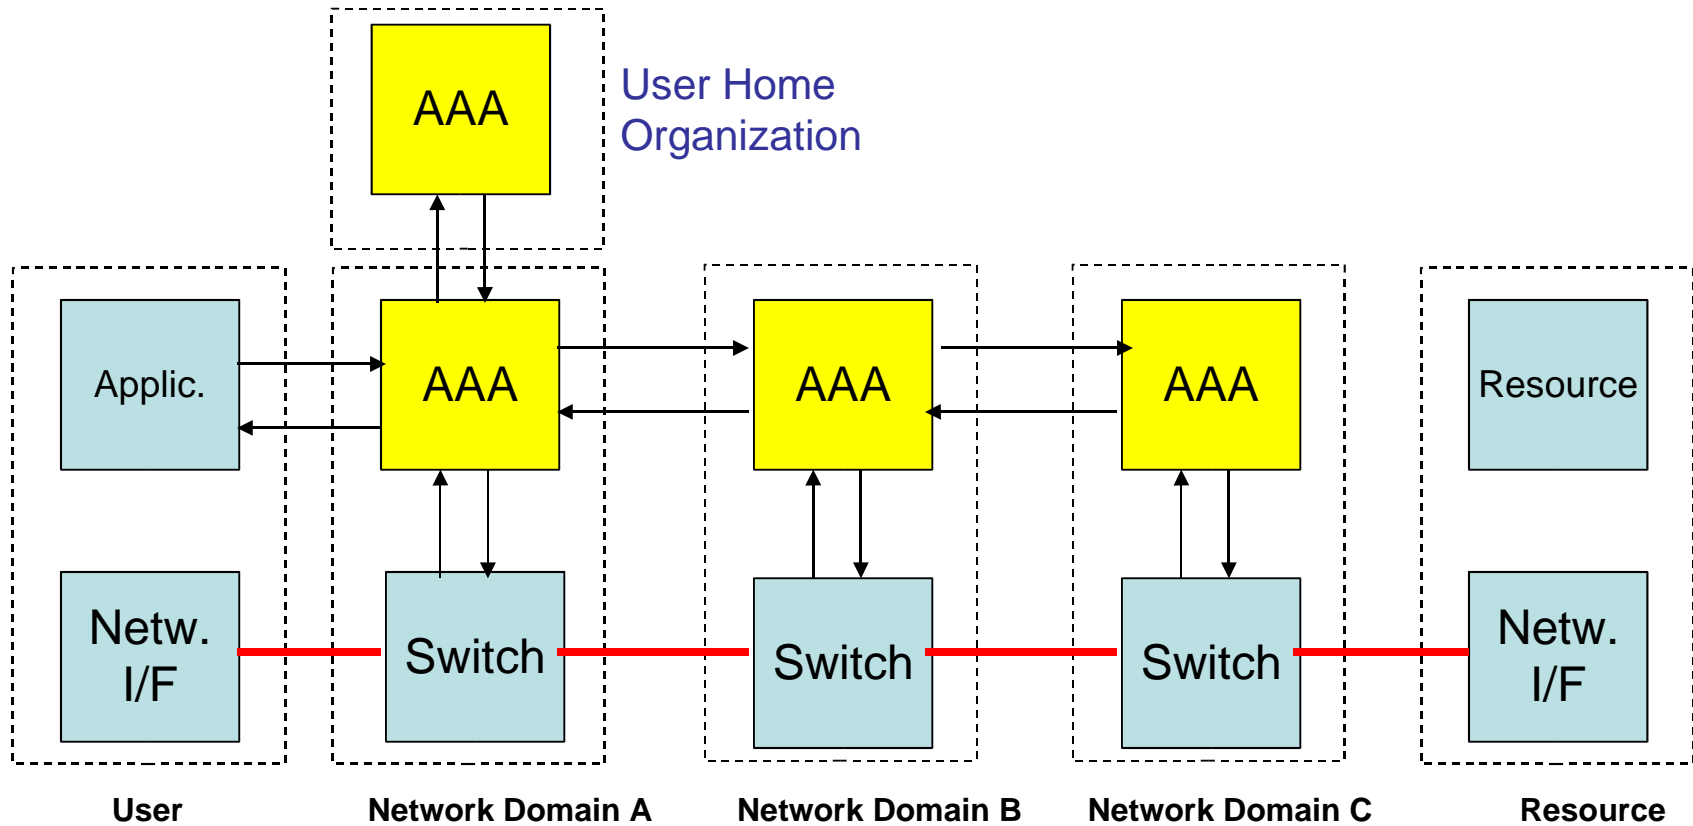 AAA
User Home
Organization
Applic.
AAA
AAA
AAA
Resource
Netw.
I/F
Switch
Switch
Switch
Netw.
I/F
User
Network Domain A
Network Domain B
Network Domain C
Resource